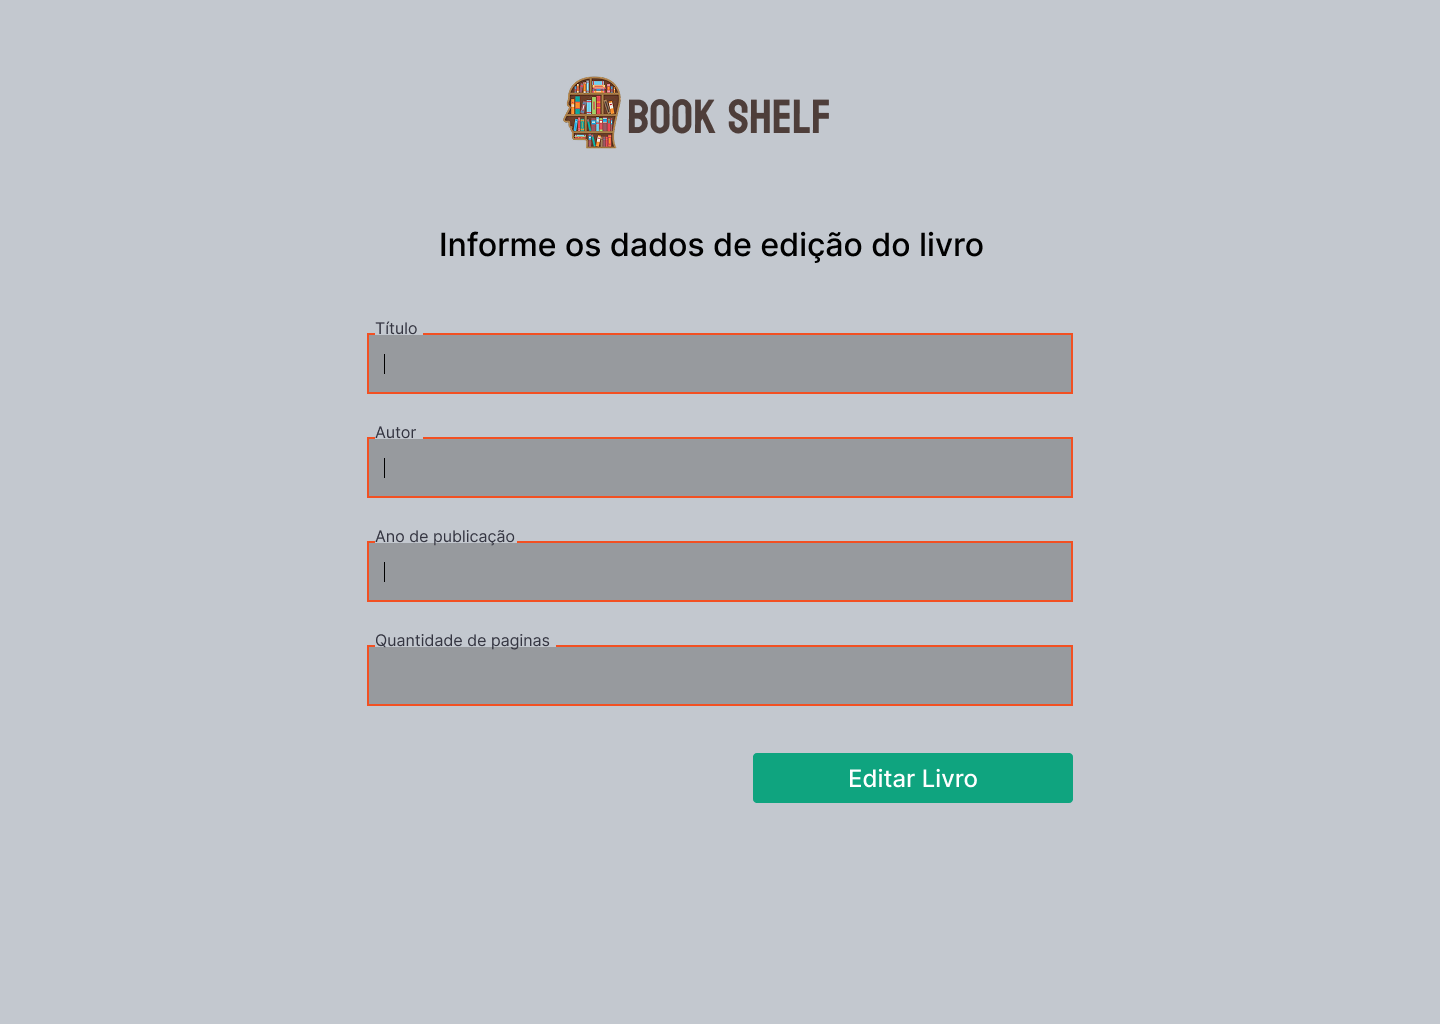 BOOK SHELF
Informe os dados de edição do livro
Título
Autor
Ano de publicação
Quantidade de paginas
Editar Livro